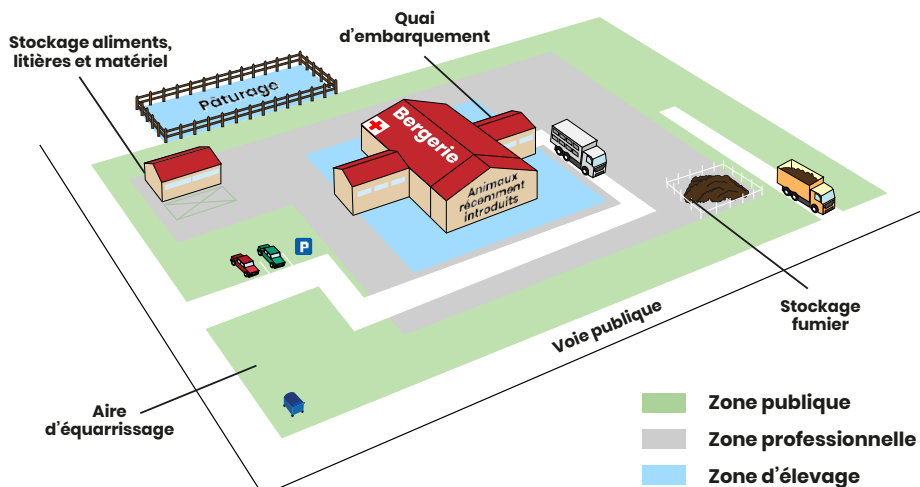 Quai
d’embarquement
Stockage aliments,
litières et matériel
Pâturage
Bergerie
Animaux
récemment
introduits
P
Stockage
fumier
Voie publique
Aire
d’équarrissage
Zone publique
Zone professionnelle
Zone d’élevage